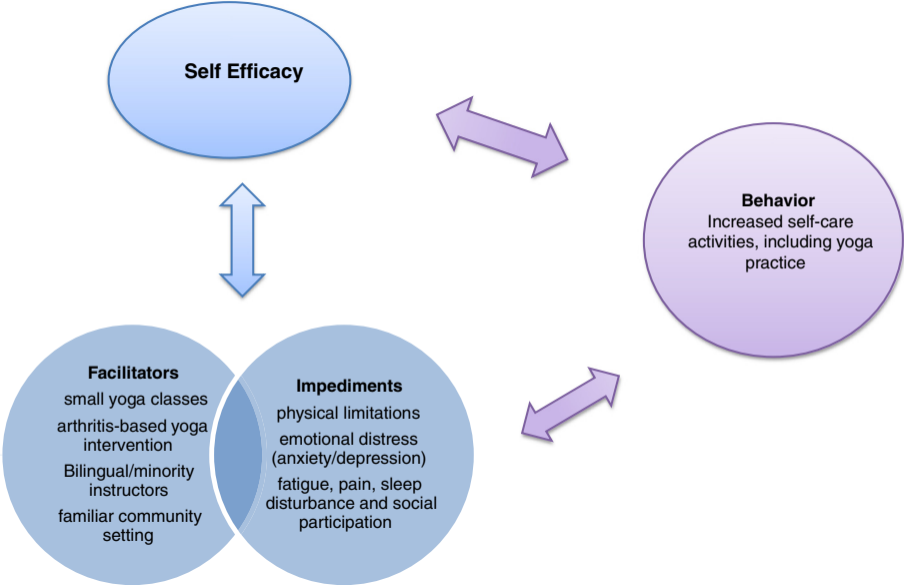 Self Efficacy
Behavior
Increased self-care
activities, including yoga
practice
Facilitators
small yoga classes
arthritis-based yoga
intervention
Bilingual/minority
instructors
familiar community
setting
Impediments
physical limitations
emotional distress
(anxiety/depression)
fatigue, pain, sleep
disturbance and social
participation